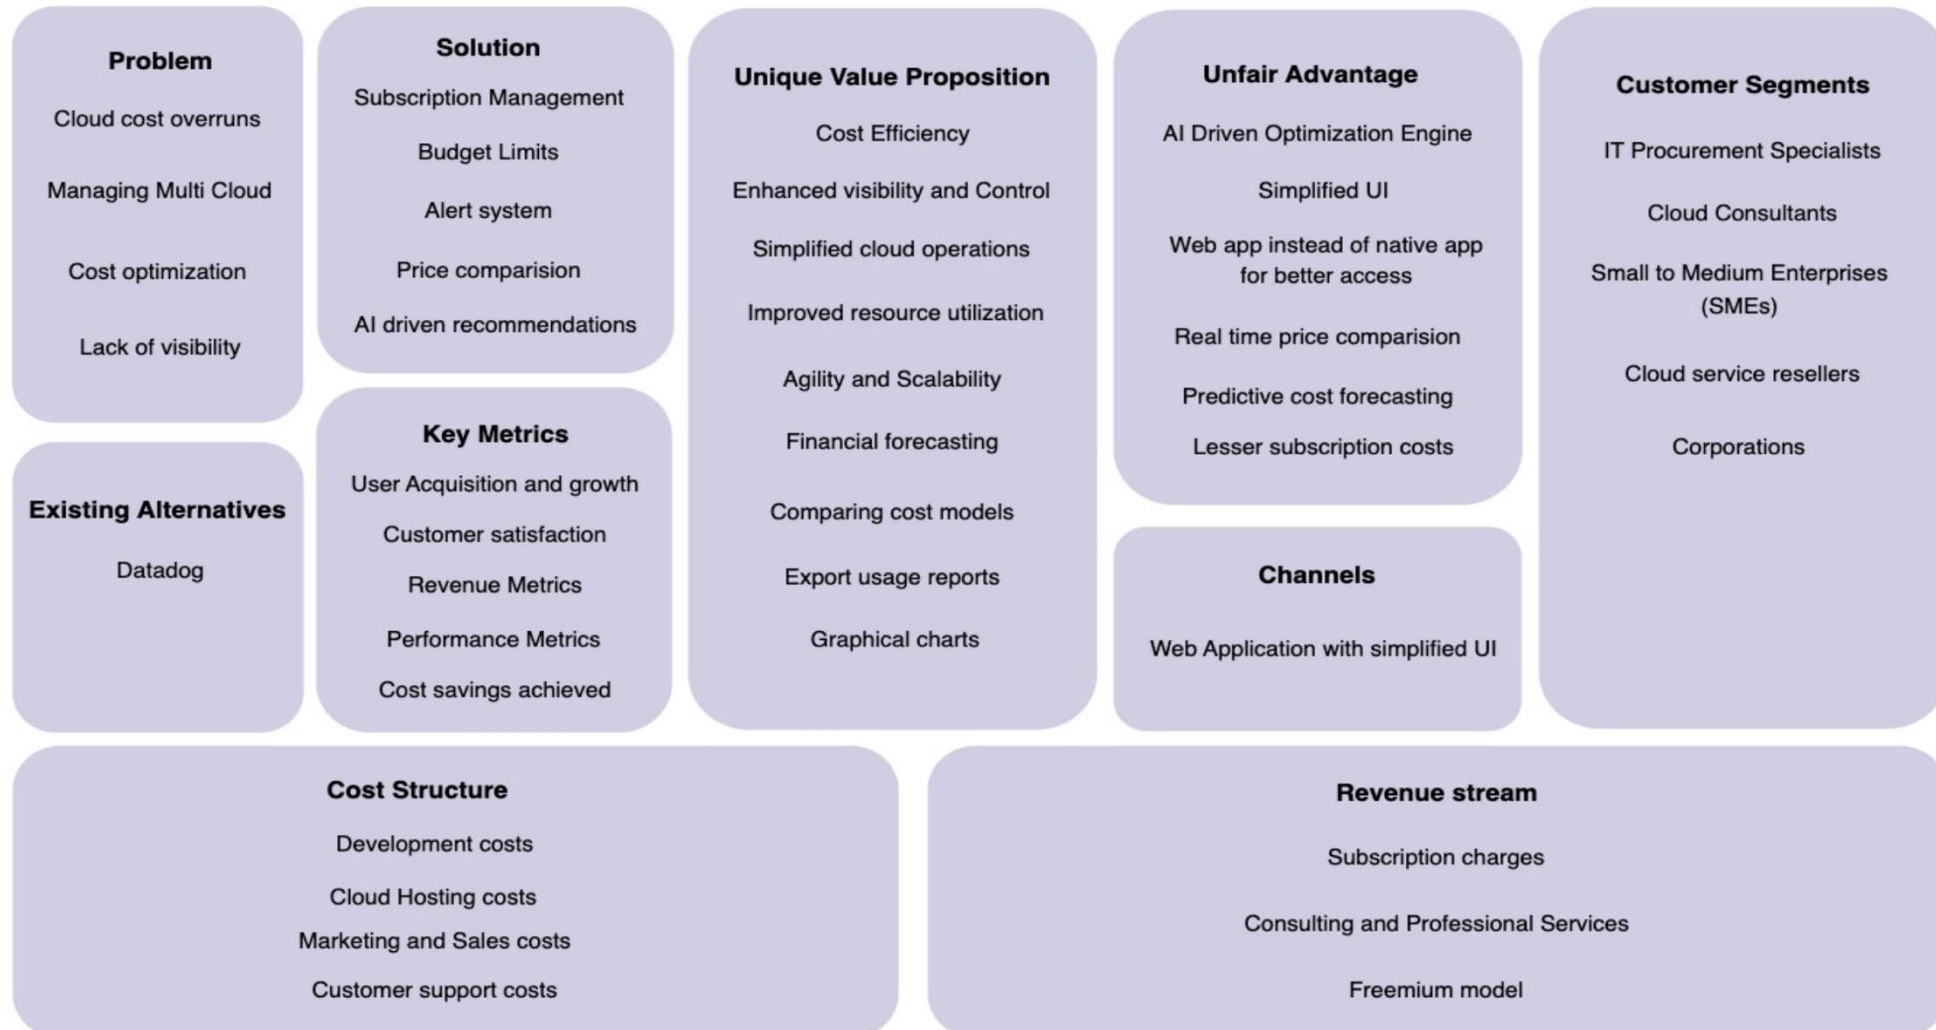 Problem
Cloud cost overruns
Managing Multi Cloud
Cost optimization
Lack of visibility
Existing Alternatives
Datadog
Solution
Subscription Management
Budget Limits
Alert system
Price comparision
AI driven recommendations
Key Metrics
User Acquisition and growth
Customer satisfaction
Revenue Metrics
Performance Metrics
Cost savings achieved
Unique Value Proposition
Cost Efficiency
Enhanced visibility and Control
Simplified cloud operations
Improved resource utilization
Agility and Scalability
Financial forecasting
Comparing cost models
Export usage reports
Graphical charts
Unfair Advantage
AI Driven Optimization Engine
Simplified UI
Web app instead of native app
for better access
Real time price comparision
Predictive cost forecasting
Lesser subscription costs
Channels
Web Application with simplified UI
Customer Segments
IT Procurement Specialists
Cloud Consultants
Small to Medium Enterprises
(SMEs)
Cloud service resellers
Corporations
Cost Structure
Development costs
Cloud Hosting costs
Marketing and Sales costs
Customer support costs
Revenue stream
Subscription charges
Consulting and Professional Services
Freemium model